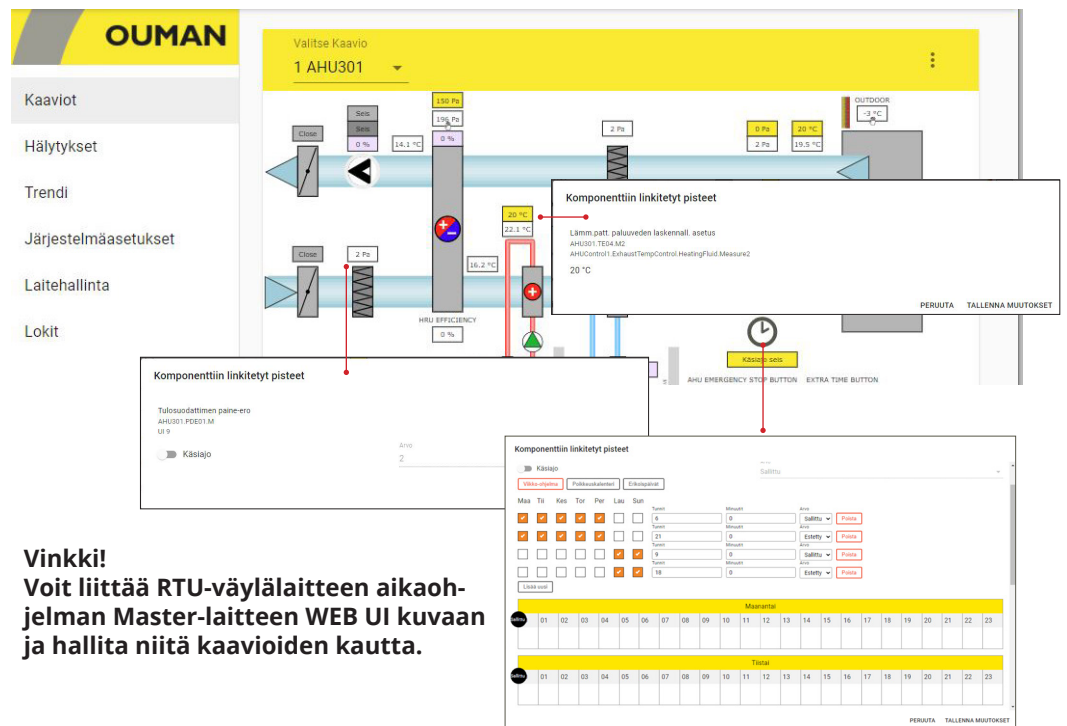 OUMAN
Kaaviot
Hälytykset
Trendi
Järjestelmäasetukset
Laitehallinta
Lokit
Valitse Kaavio
1 AHU301
150 Pa
196 Pa
0 %
Seis
Seis
0 %
Close
14.1 °C
2 Pa
0 Pa
2 Pa
20 °C
19.5 °C
OUTDOOR
-3 °C
20 °C
22.1 °C
Close
2 Pa
16.2 °C
HRU EFFICIENCY
0 %
Käsiajo seis
AHU EMERGENCY STOP BUTTON EXTRA TIME BUTTON
Komponenttiin linkitetyt pisteet
Lämm.patt. paluuveden laskennall. asetus
AHU301.TE04.M2
AHUControl1.ExhaustTempControl.HeatingFluid.Measure2
20 °C
PERUUTA TALLENNA MUUTOKSET
Komponenttiin linkitetyt pisteet
Tulosuodattimen paine-ero
AHU301.PDE01.M
UI 9
Käsiajo
Arvo
2
Komponenttiin linkitetyt pisteet
Käsiajo
Sallittu
Viikko-ohjelma Poikkeuskalenteri Erikoispäivät
Maa Tii Kes Tor Per Lau Sun
Tunnit Minuutit Arvo
6 0 Sallittu Poista
Tunnit Minuutit Arvo
21 0 Estetty Poista
Tunnit Minuutit Arvo
9 0 Sallittu Poista
Tunnit Minuutit Arvo
18 0 Estetty Poista
Lisää uusi
Maanantai
Sallittu 01 02 03 04 05 06 07 08 09 10 11 12 13 14 15 16 17 18 19 20 21 22 23
Tiistai
Sallittu 01 02 03 04 05 06 07 08 09 10 11 12 13 14 15 16 17 18 19 20 21 22 23
PERUUTA TALLENNA MUUTOKSET
Vinkki!
Voit liittää RTU-väylälaitteen aikaoh-
jelman Master-laitteen WEB UI kuvaan
ja hallita niitä kaavioiden kautta.